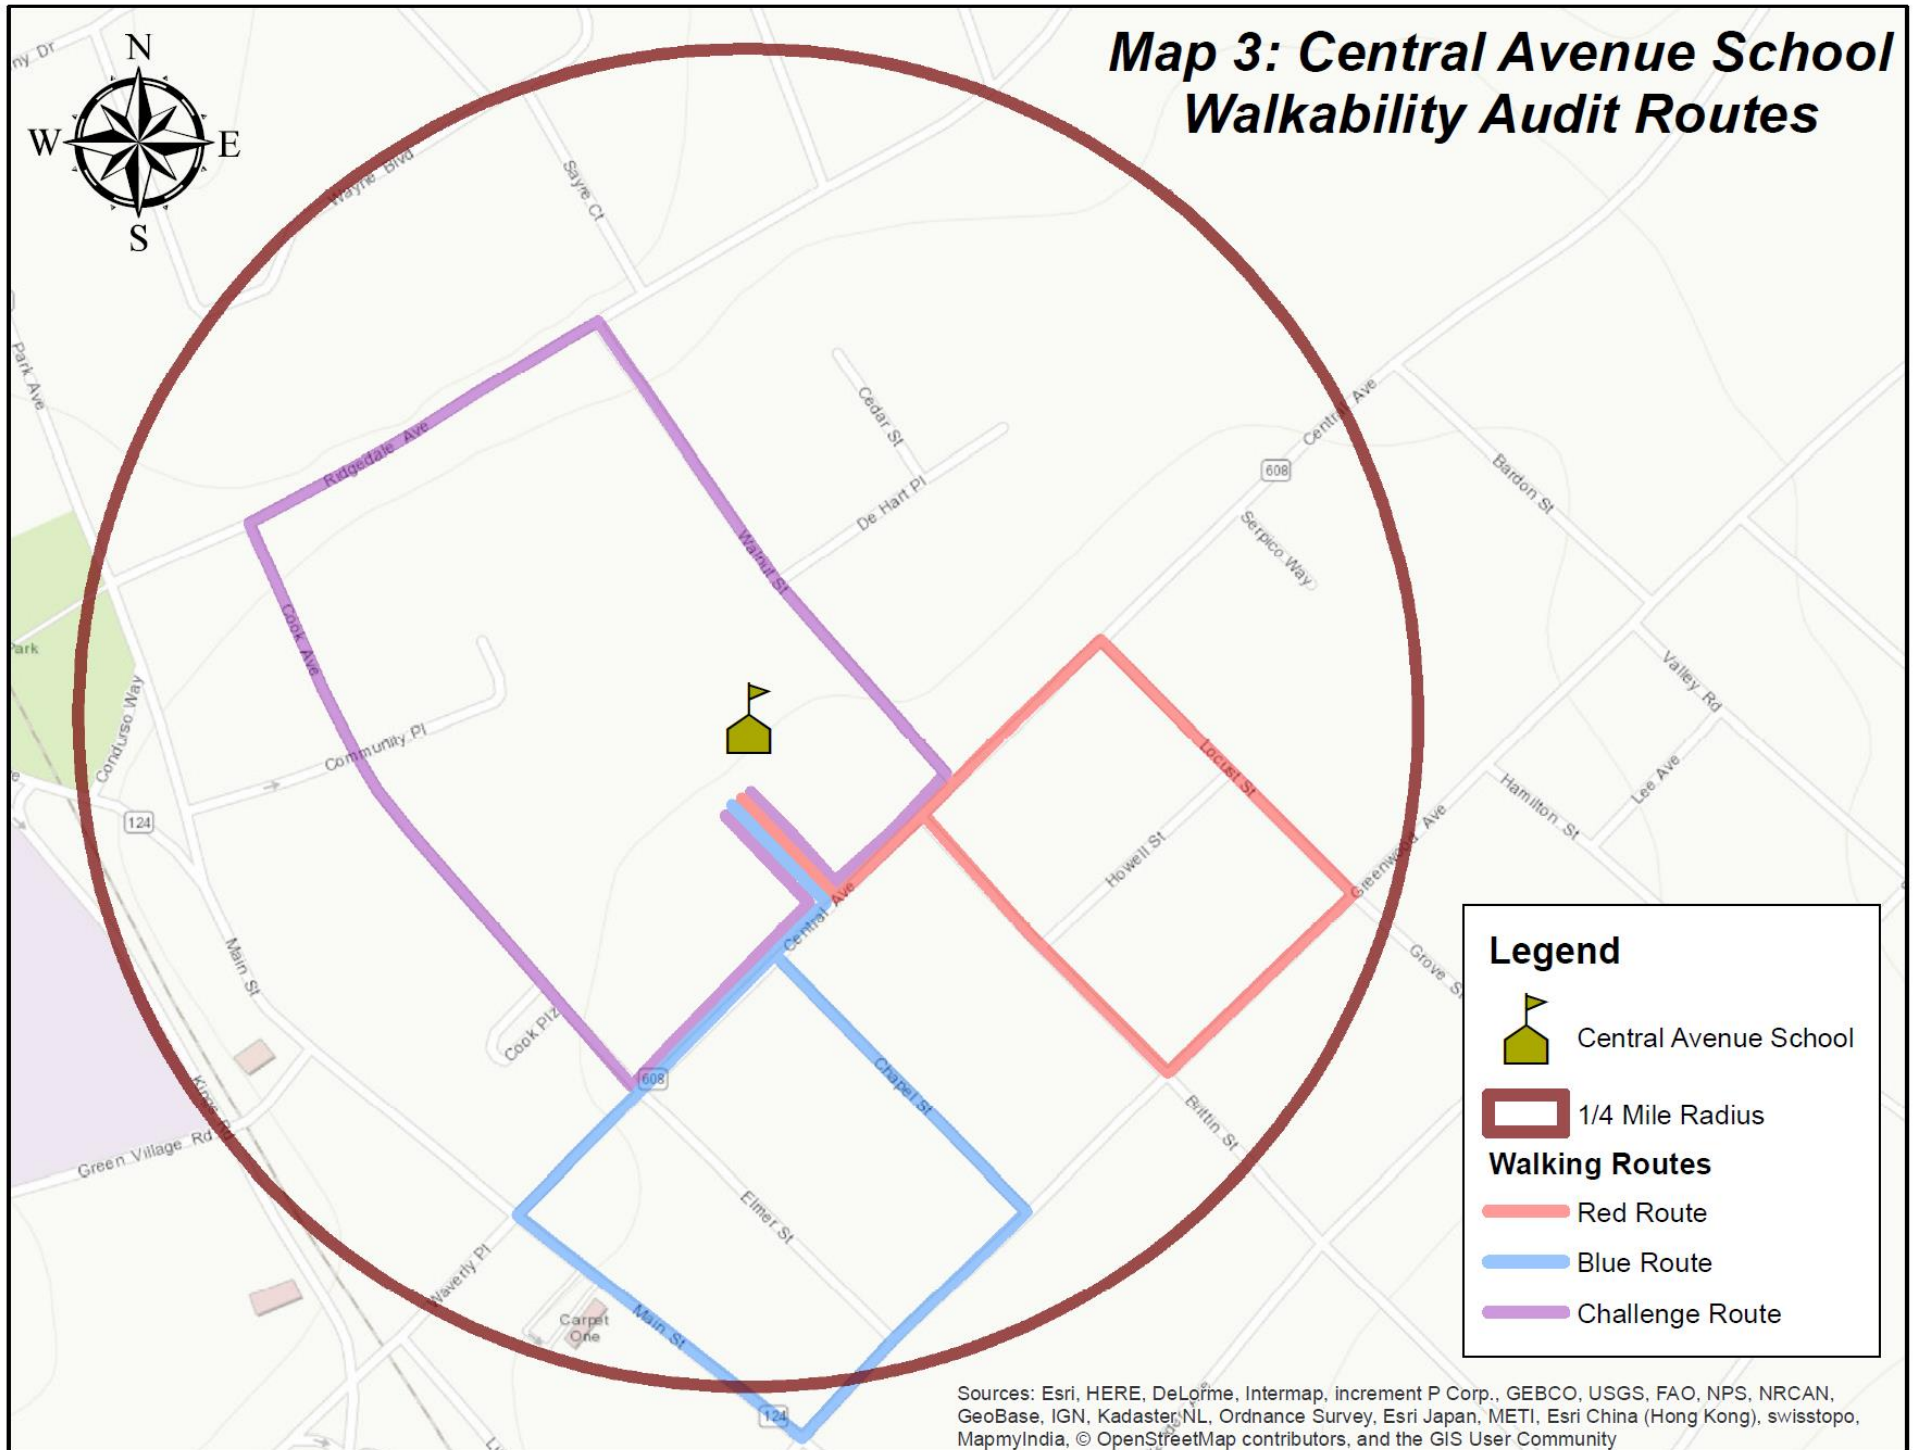 Map 3: Central Avenue School
Walkability Audit Routes
N
W
E
S
ny Dr
Wayne Blvd
Sayre Ct
Park Ave
Ridgedale Ave
Cedar St
De Hart Pl
Central Ave
608
Bardon St
Serpico Way
Walnut St
Cook Ave
Park
Condurso Way
Community Pl
124
Valley Rd
Lee Ave
Hamilton St
Locust St
Howell St
Greenwood Ave
Central Ave
Grove St
Main St
Cook Plz
608
Chapel St
Brittin St
Kings Rd
Green Village Rd
Elmer St
Waverly Pl
Carpet
One
Main St
124
Legend
Central Avenue School
1/4 Mile Radius
Walking Routes
Red Route
Blue Route
Challenge Route
Sources: Esri, HERE, DeLorme, Intermap, increment P Corp., GEBCO, USGS, FAO, NPS, NRCAN,
GeoBase, IGN, Kadaster NL, Ordnance Survey, Esri Japan, METI, Esri China (Hong Kong), swisstopo,
MapmyIndia, © OpenStreetMap contributors, and the GIS User Community